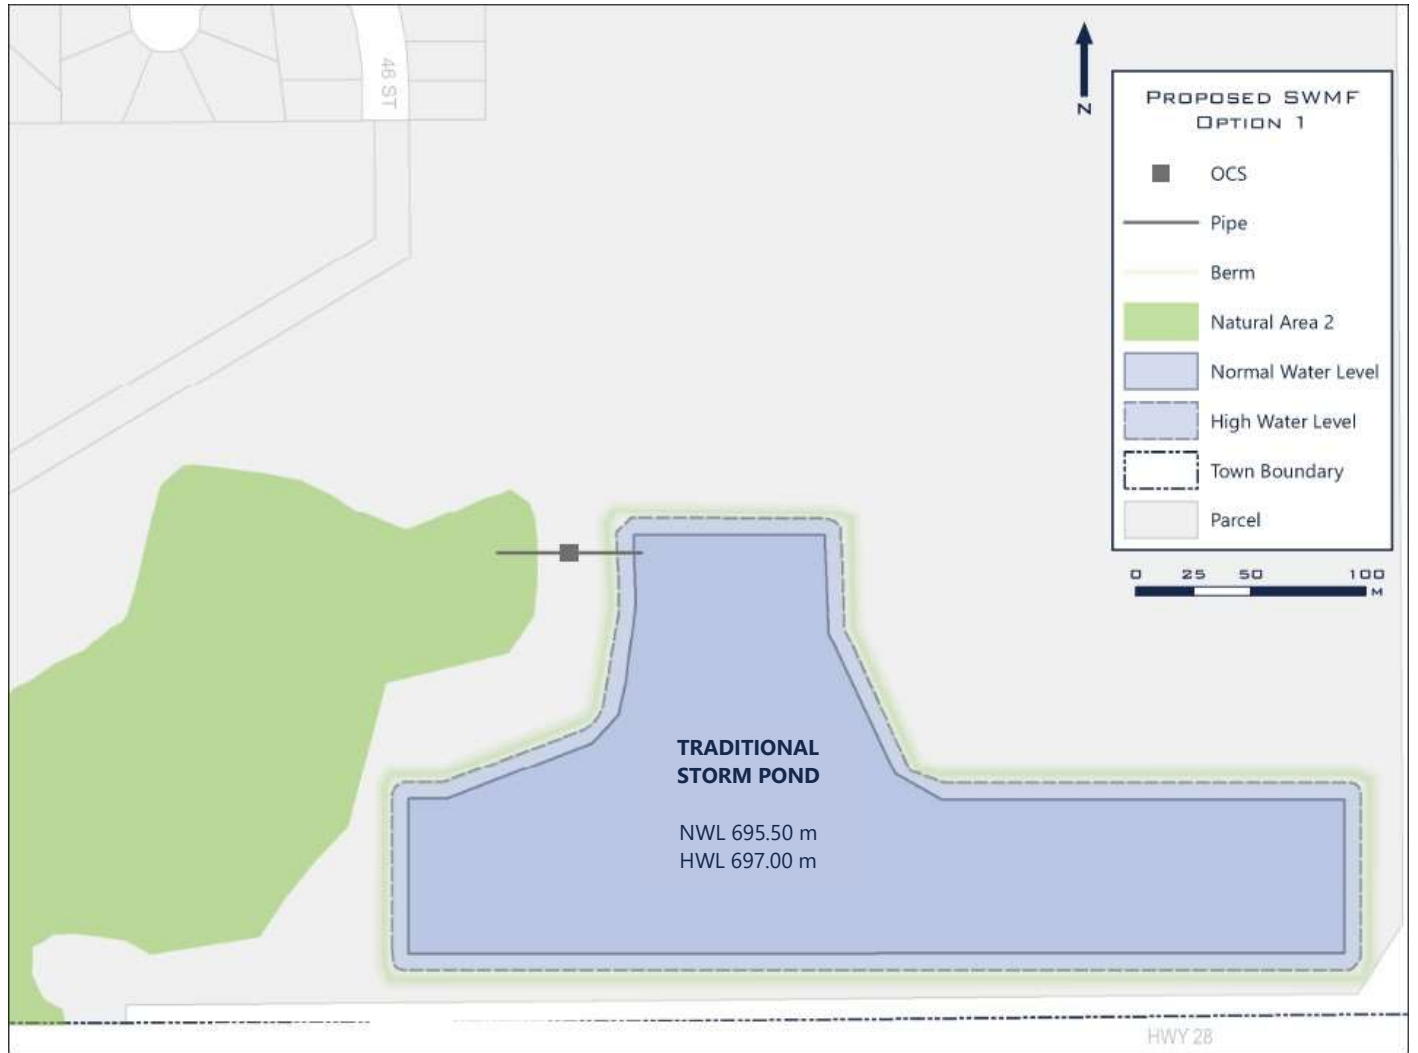 46 ST
N
PROPOSED SWMF
OPTION 1
OCS
Pipe
Berm
Natural Area 2
Normal Water Level
High Water Level
Town Boundary
Parcel
0 25 50 100
M
TRADITIONAL
STORM POND
NWL 695.50 m
HWL 697.00 m
HWY 28